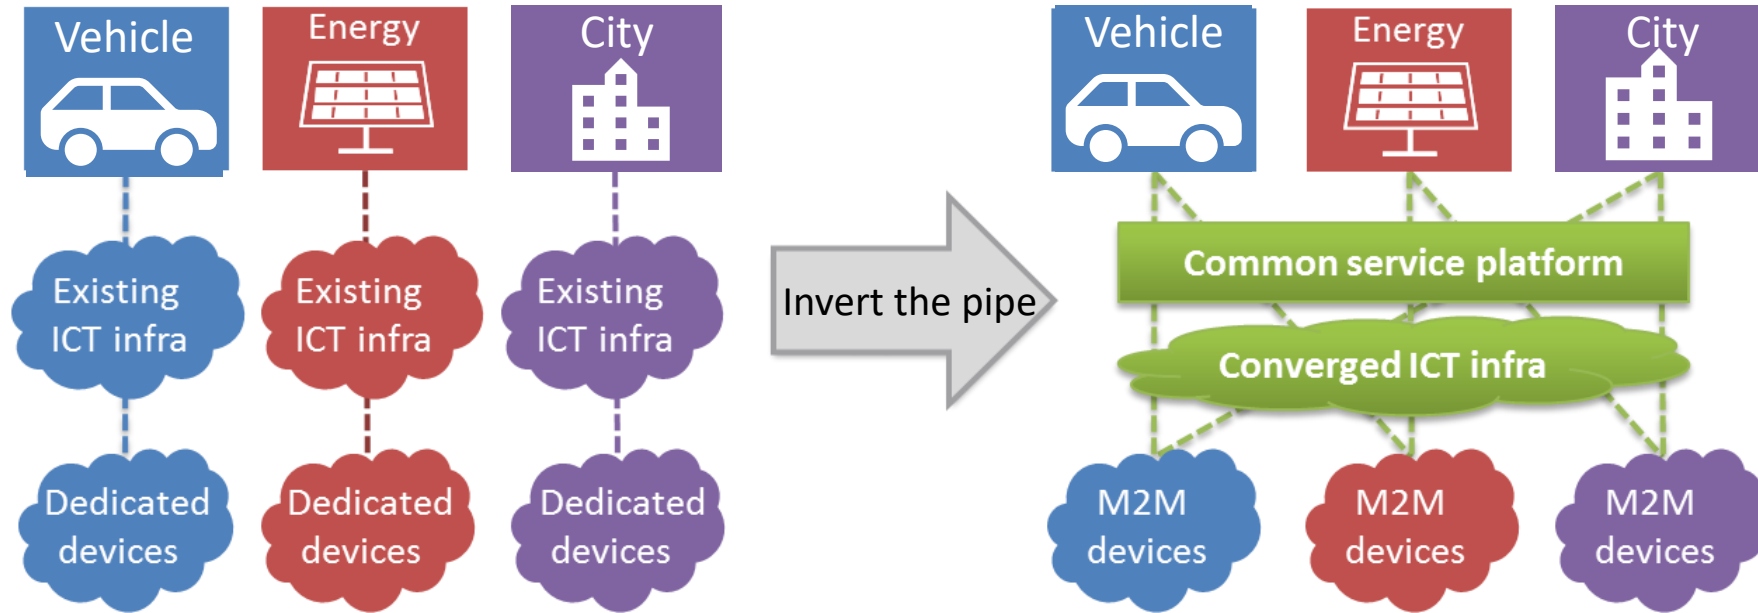 Vehicle
Energy
City
Existing
ICT infra
Existing
ICT infra
Existing
ICT infra
Dedicated
devices
Dedicated
devices
Dedicated
devices
Invert the pipe
Vehicle
Energy
City
Common service platform
Converged ICT infra
M2M
devices
M2M
devices
M2M
devices